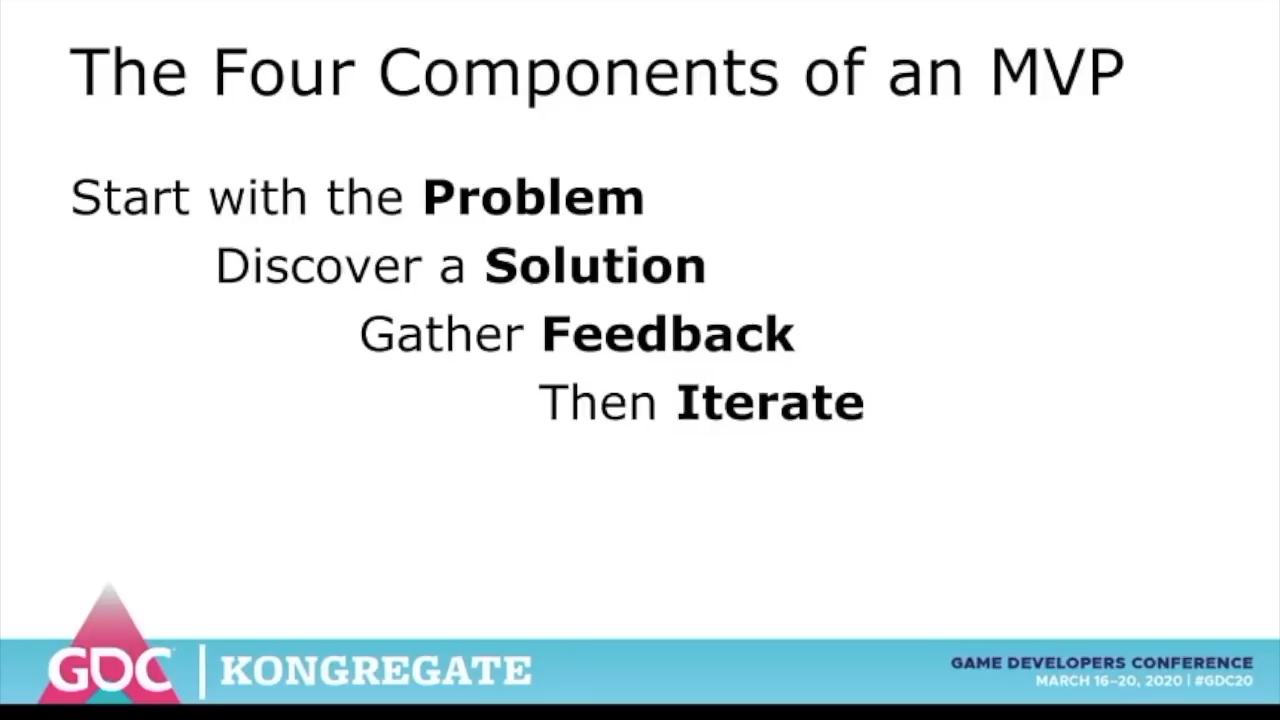 The Four Components of an MVP
Start with the Problem
Discover a Solution
Gather Feedback
Then Iterate
GDC | KONGREGATE
GAME DEVELOPERS CONFERENCE
MARCH 16–20, 2020 | #GDC20